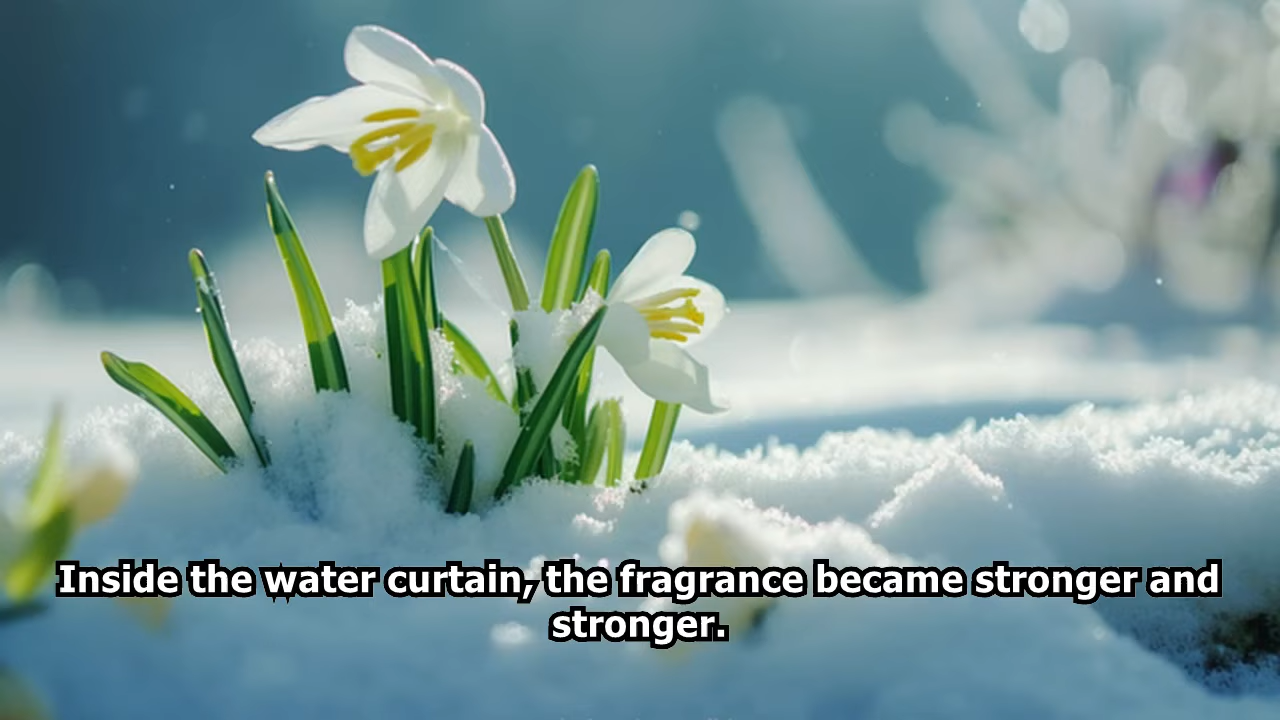 Inside the water curtain, the fragrance became stronger and
stronger.